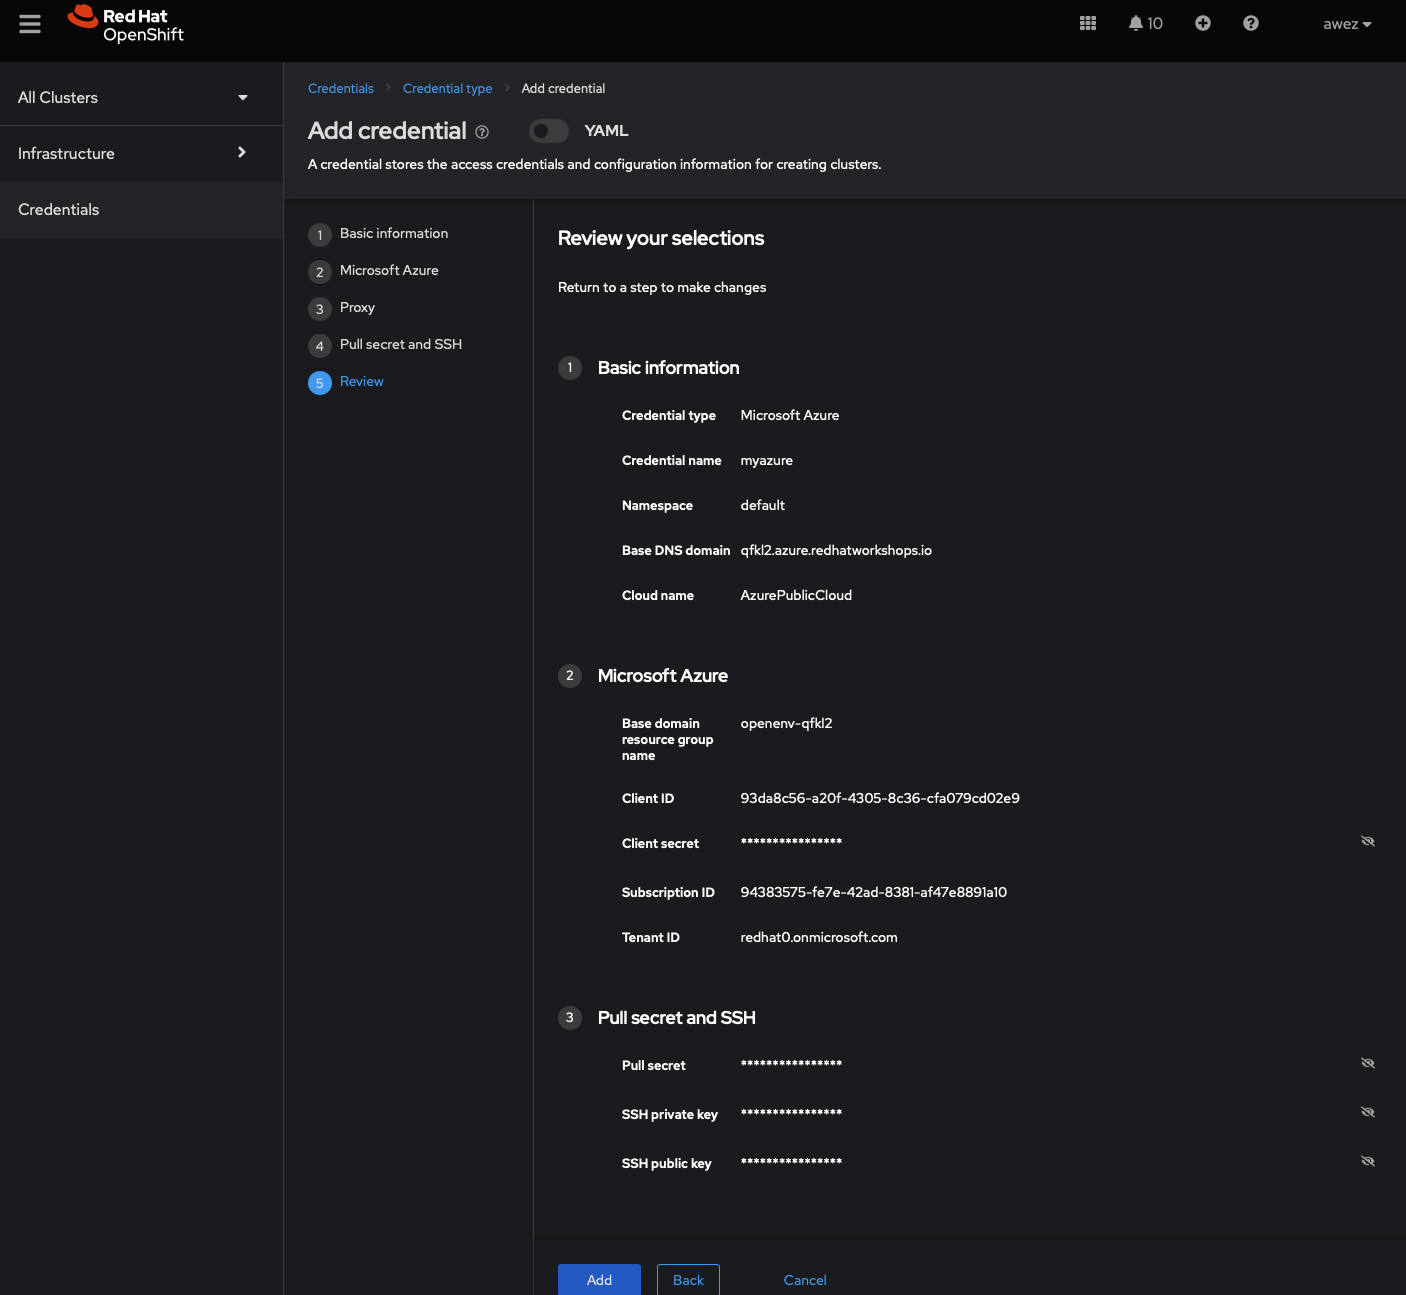 Red Hat
OpenShift
10
awez
All Clusters
Infrastructure
Credentials
Credentials
Credential type
Add credential
Add credential
YAML
A credential stores the access credentials and configuration information for creating clusters.
1 Basic information
2 Microsoft Azure
3 Proxy
4 Pull secret and SSH
5 Review
Review your selections
Return to a step to make changes
1 Basic information
Credential type Microsoft Azure
Credential name myazure
Namespace default
Base DNS domain qfkl2.azure.redhatworkshops.io
Cloud name AzurePublicCloud
2 Microsoft Azure
Base domain openenv-qfkl2
resource group
name
Client ID 93da8c56-a20f-4305-8c36-cfa079cd02e9
Client secret ****************
Subscription ID 94383575-fe7e-42ad-8381-af47e8891a10
Tenant ID redhat0.onmicrosoft.com
3 Pull secret and SSH
Pull secret ****************
SSH private key ****************
SSH public key ****************
Add
Back
Cancel